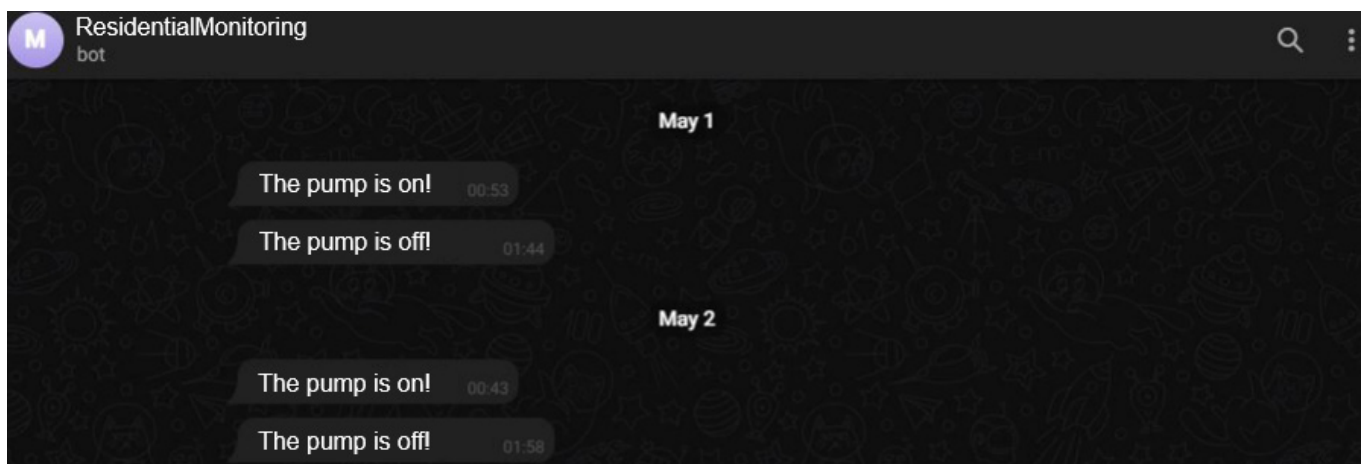 M
ResidentialMonitoring
bot
May 1
The pump is on! 00:53
The pump is off! 01:44
May 2
The pump is on! 00:43
The pump is off! 01:58